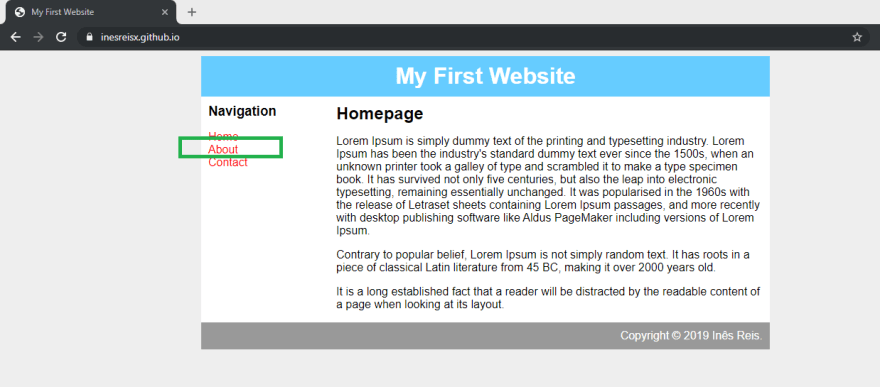 My First Website
inesreisx.github.io
My First Website
Navigation
Home
About
Contact
Homepage
Lorem Ipsum is simply dummy text of the printing and typesetting industry. Lorem
Ipsum has been the industry's standard dummy text ever since the 1500s, when an
unknown printer took a galley of type and scrambled it to make a type specimen
book. It has survived not only five centuries, but also the leap into electronic
typesetting, remaining essentially unchanged. It was popularised in the 1960s with
the release of Letraset sheets containing Lorem Ipsum passages, and more recently
with desktop publishing software like Aldus PageMaker including versions of Lorem
Ipsum.
Contrary to popular belief, Lorem Ipsum is not simply random text. It has roots in a
piece of classical Latin literature from 45 BC, making it over 2000 years old.
It is a long established fact that a reader will be distracted by the readable content of
a page when looking at its layout.
Copyright © 2019 Inês Reis.